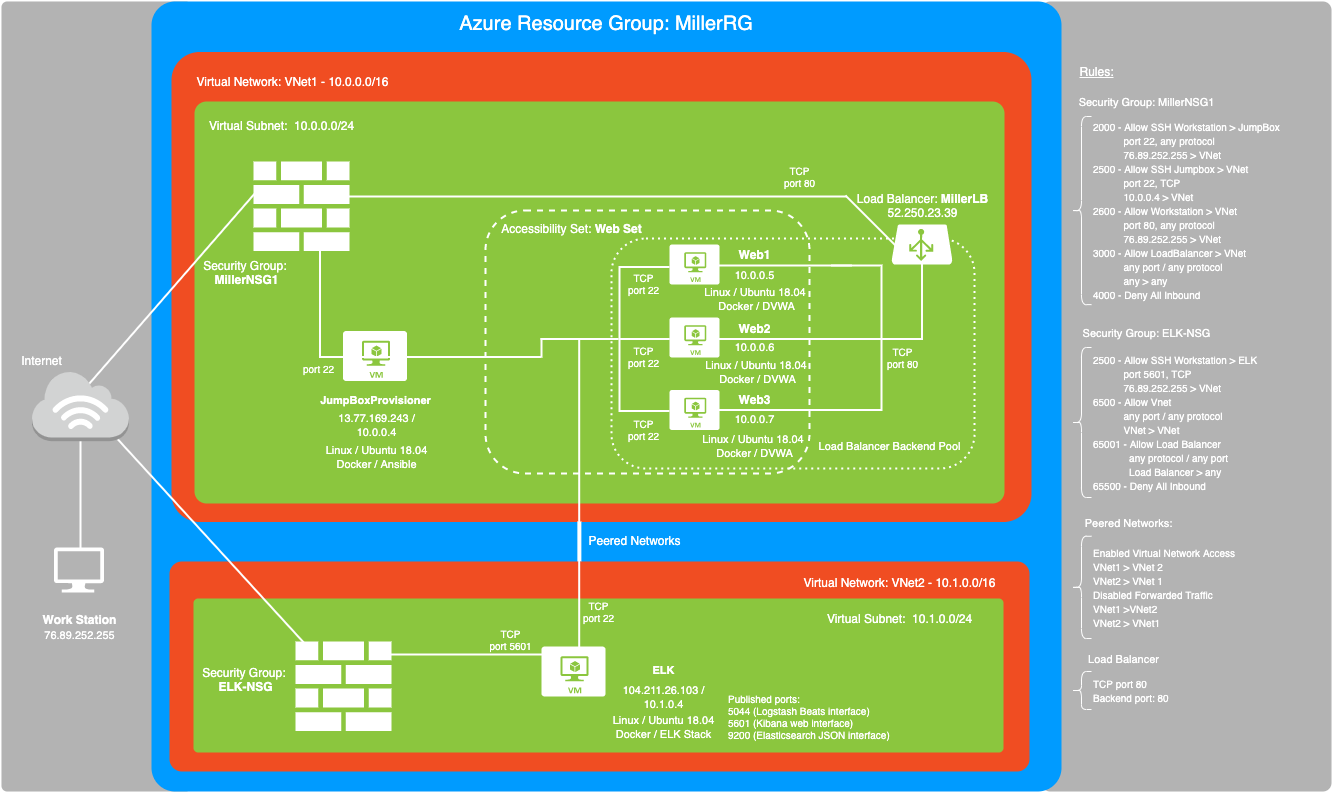 Azure Resource Group: MillerRG
Virtual Network: VNet1 - 10.0.0.0/16
Virtual Subnet: 10.0.0.0/24
Security Group:
MillerNSG1
TCP
port 80
Load Balancer: MillerLB
52.250.23.39
Accessibility Set: Web Set
TCP
port 22
Web1
10.0.0.5
Linux / Ubuntu 18.04
Docker / DVWA
VM
TCP
port 22
Web2
10.0.0.6
Linux / Ubuntu 18.04
Docker / DVWA
VM
TCP
port 80
TCP
port 22
Web3
10.0.0.7
Linux / Ubuntu 18.04
Docker / DVWA
VM
Load Balancer Backend Pool
port 22
VM
JumpBoxProvisioner
13.77.169.243 /
10.0.0.4
Linux / Ubuntu 18.04
Docker / Ansible
Internet
Work Station
76.89.252.255
Peered Networks
Virtual Network: VNet2 - 10.1.0.0/16
Virtual Subnet: 10.1.0.0/24
TCP
port 22
TCP
port 5601
Security Group:
ELK-NSG
VM
ELK
104.211.26.103 /
10.1.0.4
Linux / Ubuntu 18.04
Docker / ELK Stack
Published ports:
5044 (Logstash Beats interface)
5601 (Kibana web interface)
9200 (Elasticsearch JSON interface)
Rules:
Security Group: MillerNSG1
2000 - Allow SSH Workstation > JumpBox
port 22, any protocol
76.89.252.255 > VNet
2500 - Allow SSH Jumpbox > VNet
port 22, TCP
10.0.0.4 > VNet
2600 - Allow Workstation > VNet
port 80, any protocol
76.89.252.255 > VNet
3000 - Allow LoadBalancer > VNet
any port / any protocol
any > any
4000 - Deny All Inbound
Security Group: ELK-NSG
2500 - Allow SSH Workstation > ELK
port 5601, TCP
76.89.252.255 > VNet
6500 - Allow Vnet
any port / any protocol
VNet > VNet
65001 - Allow Load Balancer
any protocol / any port
Load Balancer > any
65500 - Deny All Inbound
Peered Networks:
Enabled Virtual Network Access
VNet1 > VNet 2
VNet2 > VNet 1
Disabled Forwarded Traffic
VNet1 >VNet2
VNet2 > VNet1
Load Balancer
TCP port 80
Backend port: 80